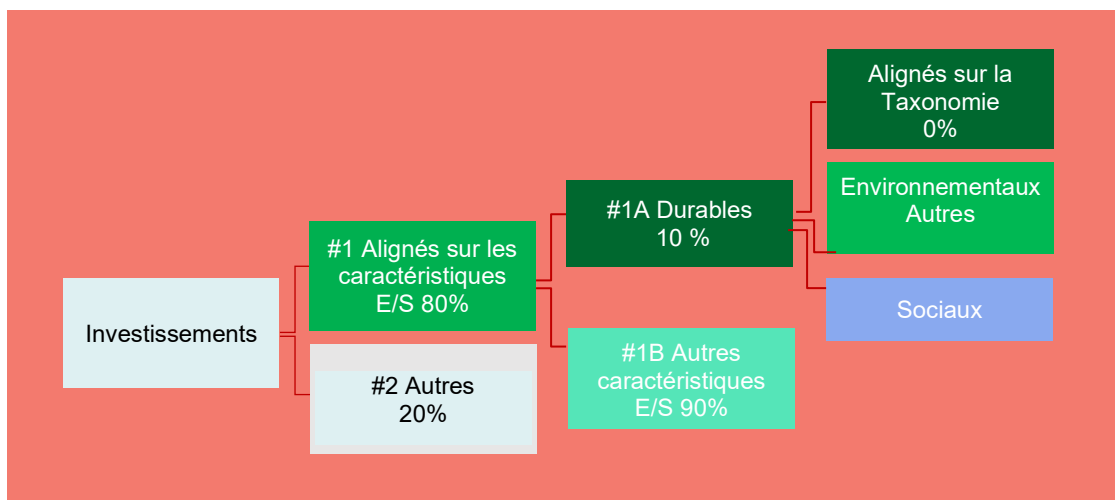 Investissements
#1 Alignés sur les
caractéristiques
E/S 80%
#2 Autres
20%
#1A Durables
10 %
#1B Autres
caractéristiques
E/S 90%
Alignés sur la
Taxonomie
0%
Environnementaux
Autres
Sociaux